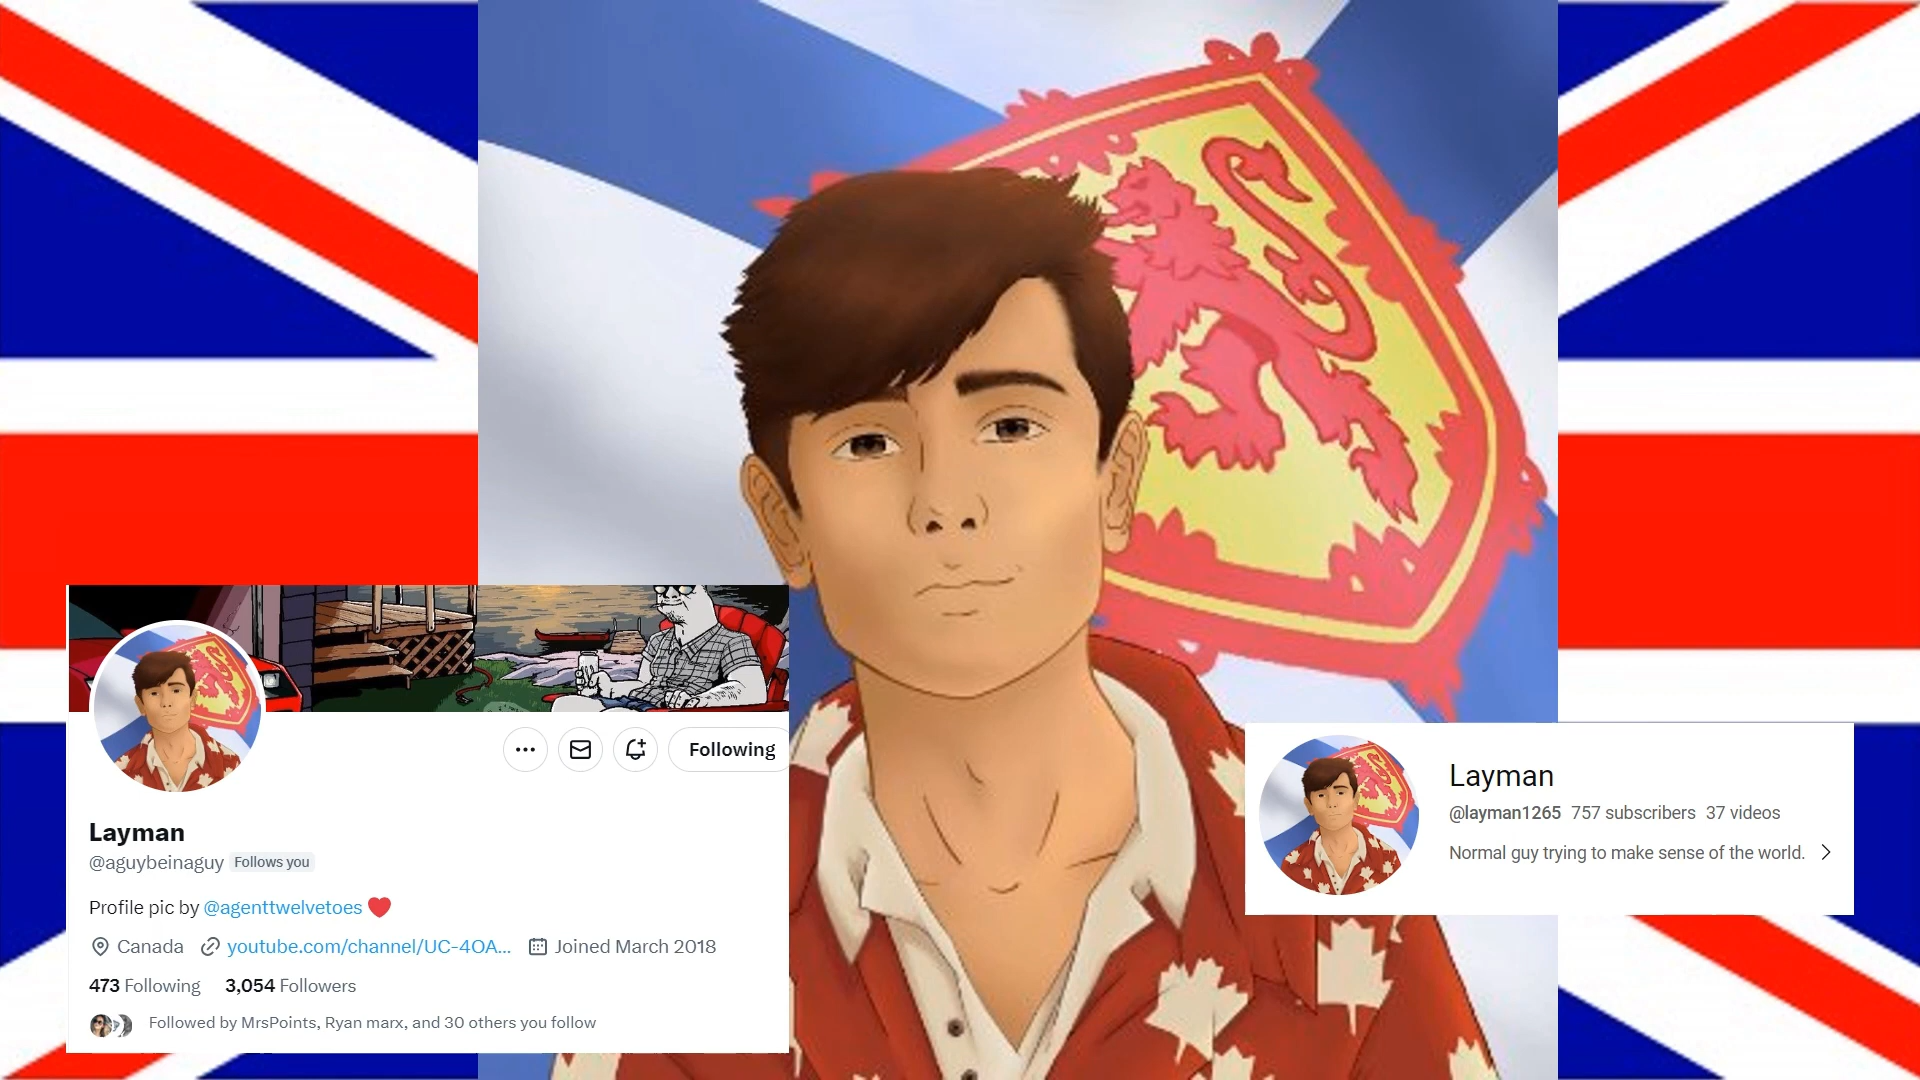 Following
Layman
@aguybeinaguy Follows you
Profile pic by @agenttwelvetoes ❤️
Canada youtube.com/channel/UC-4OA... Joined March 2018
473 Following 3,054 Followers
Followed by MrsPoints, Ryan marx, and 30 others you follow
Layman
@layman1265 757 subscribers 37 videos
Normal guy trying to make sense of the world.